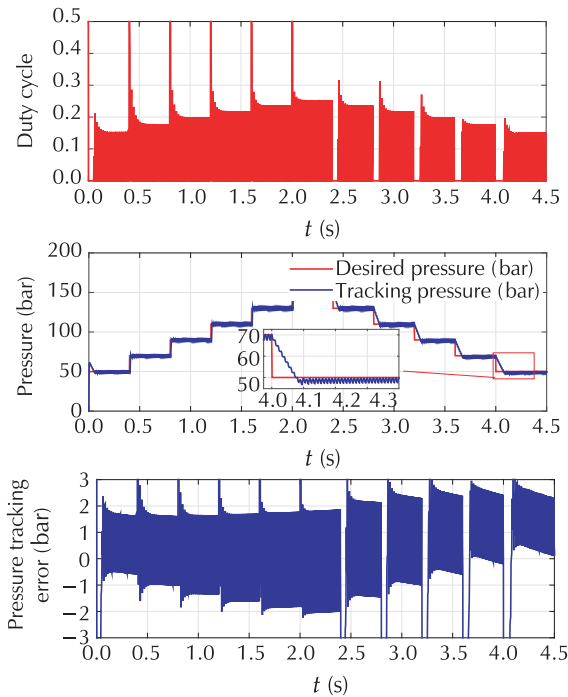 Duty cycle
0.5
0.4
0.3
0.2
0.1
0.0
0.0 0.5 1.0 1.5 2.0 2.5 3.0 3.5 4.0 4.5
t (s)
Pressure (bar)
200
150
100
50
0
Desired pressure (bar)
Tracking pressure (bar)
70
60
50
4.0 4.1 4.2 4.3
0.0 0.5 1.0 1.5 2.0 2.5 3.0 3.5 4.0 4.5
t (s)
Pressure tracking
error (bar)
3
2
1
0
−1
−2
−3
0.0 0.5 1.0 1.5 2.0 2.5 3.0 3.5 4.0 4.5
t (s)